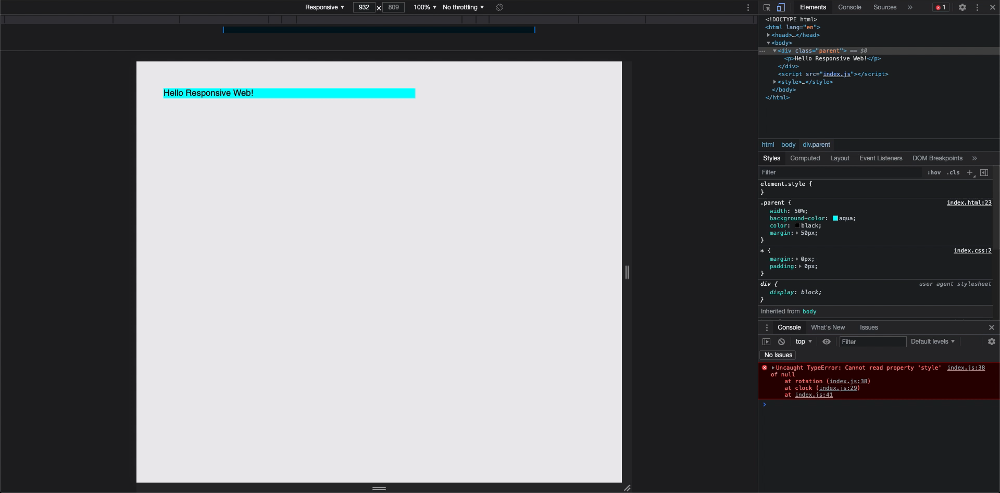 Responsive ▼ 932 × 809 100% ▼ No throttling ▼
Elements Console Sources » 1
<!DOCTYPE html>
<html lang="en">
▶<head>…</head>
▼<body>
… ▼<div class="parent"> == $0
<p>Hello Responsive Web!</p>
</div>
<script src="index.js"></script>
▶<style>…</style>
</body>
</html>
Hello Responsive Web!
html body div.parent
Styles Computed Layout Event Listeners DOM Breakpoints »
Filter :hov .cls +
element.style {
}
.parent { index.html:23
width: 50%;
background-color: aqua;
color: black;
margin:▶ 50px;
}
* { index.css:2
margin:▶ 0px;
padding:▶ 0px;
}
div { user agent stylesheet
display: block;
}
Inherited from body
Console What's New Issues
top ▼ Filter Default levels ▼
No Issues
▶Uncaught TypeError: Cannot read property 'style' index.js:38
of null
at rotation (index.js:38)
at clock (index.js:29)
at index.js:41